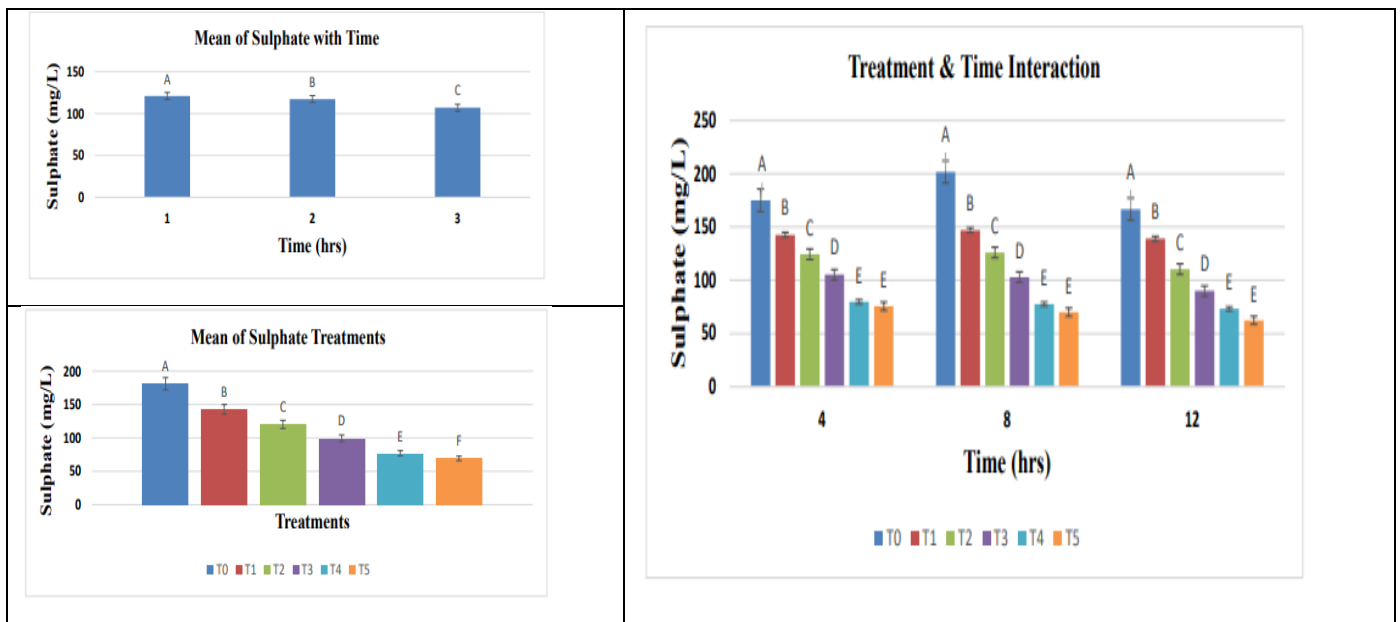 Mean of Sulphate with Time
Sulphate (mg/L)
150
100
50
0
A
B
C
1
2
3
Time (hrs)
Mean of Sulphate Treatments
Sulphate (mg/L)
200
150
100
50
0
A
B
C
D
E
F
Treatments
T0 T1 T2 T3 T4 T5
Treatment & Time Interaction
Sulphate (mg/L)
250
200
150
100
50
0
A
B
C
D
E
E
A
B
C
D
E
E
A
B
C
D
E
E
4
8
12
Time (hrs)
T0 T1 T2 T3 T4 T5